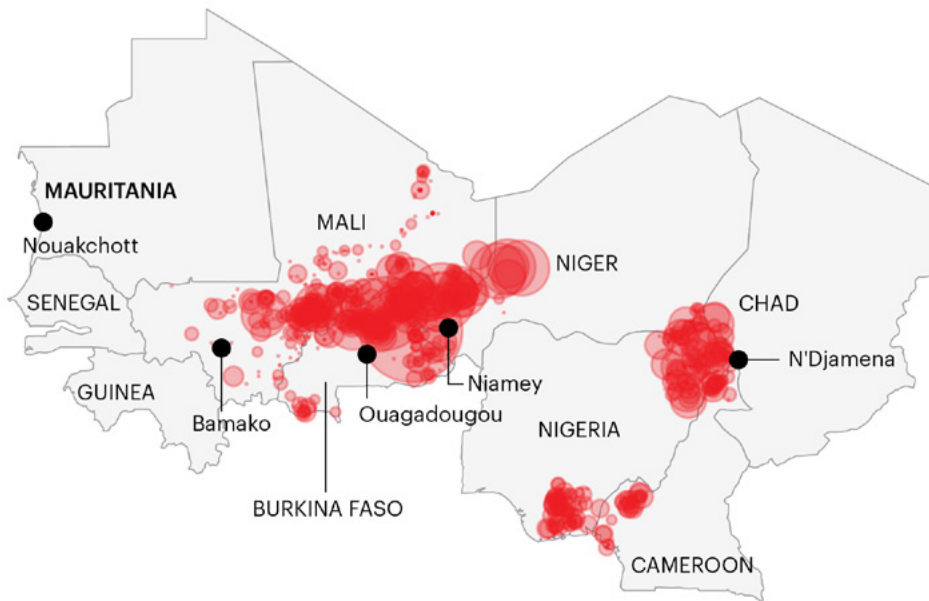 MAURITANIA
Nouakchott
MALI
NIGER
SENEGAL
CHAD
N'Djamena
GUINEA
Niamey
Bamako
Ouagadougou
NIGERIA
BURKINA FASO
CAMEROON